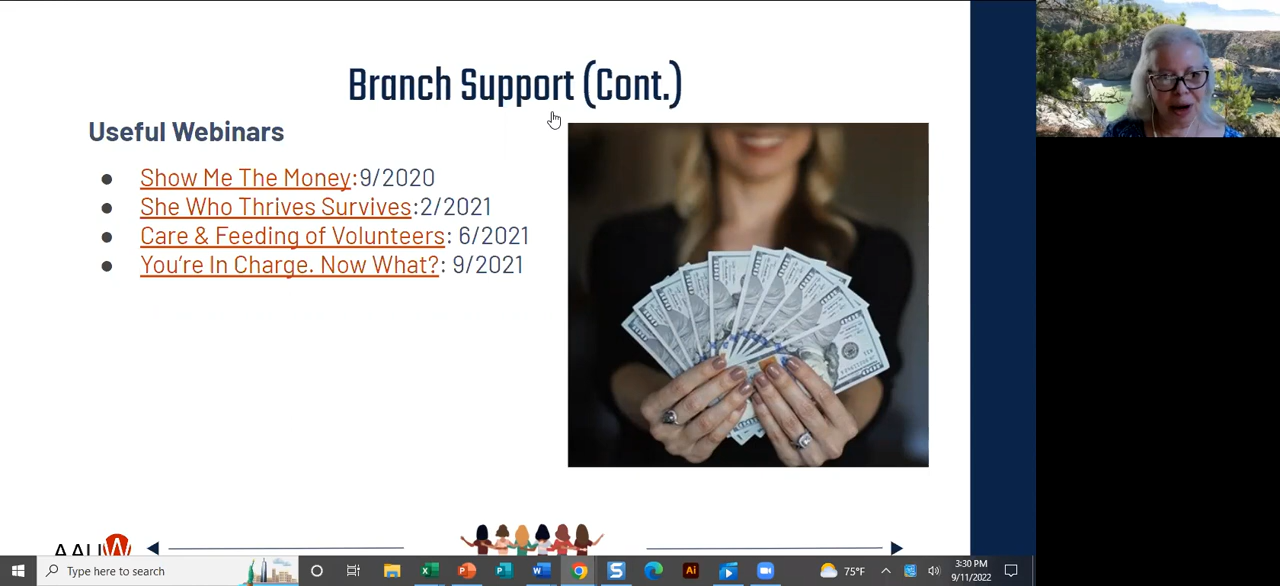 Branch Support (Cont.)
Useful Webinars
● Show Me The Money:9/2020
● She Who Thrives Survives:2/2021
● Care & Feeding of Volunteers: 6/2021
● You're In Charge. Now What?: 9/2021
AAUW
Type here to search
75°F
3:30 PM
9/11/2022